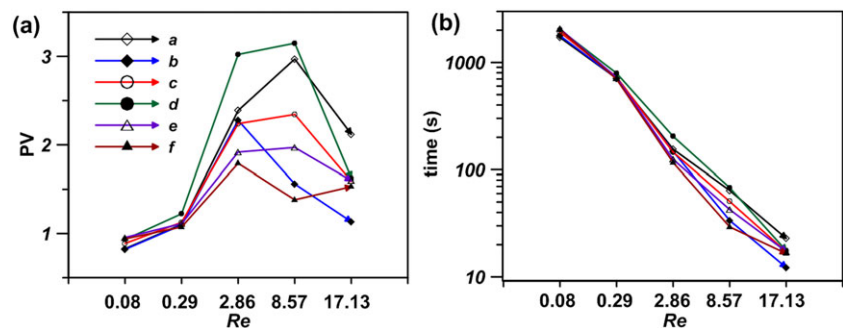 (a)
PV
3
2
1
a
b
c
d
e
f
0.08 0.29 2.86 8.57 17.13
Re
(b)
time (s)
1000
100
10
0.08 0.29 2.86 8.57 17.13
Re